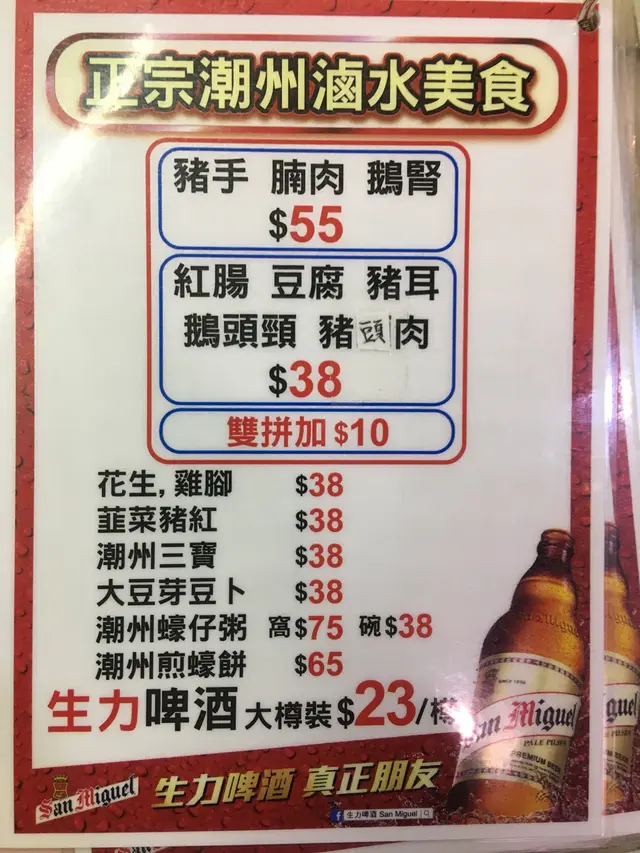 正宗潮州滷水美食
豬手 腩肉 鵝腎
$55
紅腸 豆腐 豬耳
鵝頭頸 豬頭肉
$38
雙拼加 $10
花生, 雞腳 $38
韮菜豬紅 $38
潮州三寶 $38
大豆芽豆卜 $38
潮州蠔仔粥 窩$75 碗$38
潮州煎蠔餅 $65
生力啤酒 大樽裝 $23/樽
San Miguel
PALE PILSEN
PREMIUM BEER
San Miguel
生力啤酒 真正朋友
生力啤酒 San Miguel